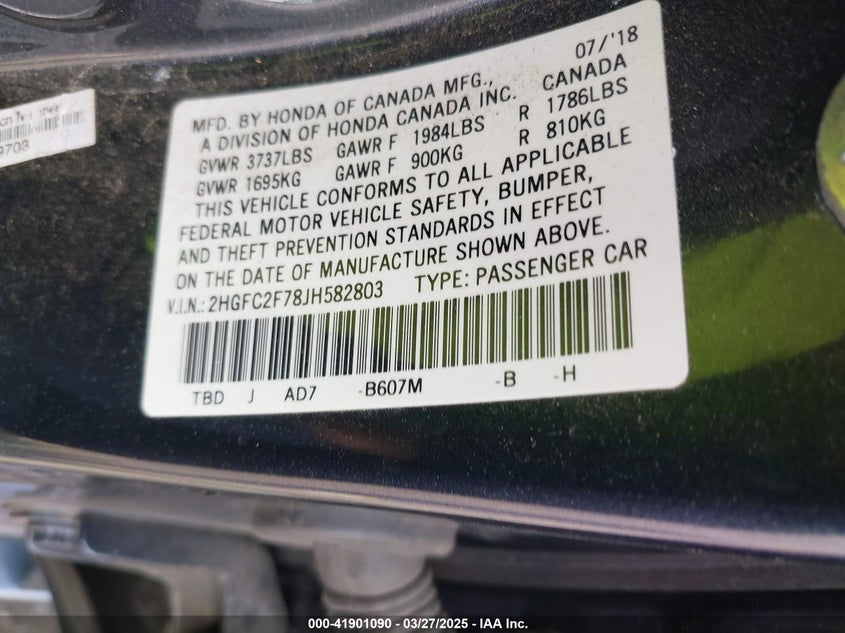 07/'18
MFD. BY HONDA OF CANADA MFG.,
A DIVISION OF HONDA CANADA INC. CANADA
GVWR 3737LBS GAWR F 1984LBS R 1786LBS
GVWR 1695KG GAWR F 900KG R 810KG
THIS VEHICLE CONFORMS TO ALL APPLICABLE
FEDERAL MOTOR VEHICLE SAFETY, BUMPER,
AND THEFT PREVENTION STANDARDS IN EFFECT
ON THE DATE OF MANUFACTURE SHOWN ABOVE.
V.I.N.: 2HGFC2F78JH582803 TYPE: PASSENGER CAR
TBD J AD7 -B607M -B -H
9703
000-41901090 — 03/27/2025 — IAA Inc.